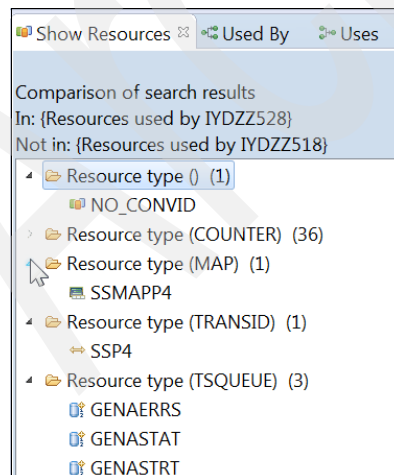 Show Resources Used By Uses
Comparison of search results
In: {Resources used by IYDZZ528}
Not in: {Resources used by IYDZZ518}
Resource type () (1)
NO_CONVID
Resource type (COUNTER) (36)
Resource type (MAP) (1)
SSMAPP4
Resource type (TRANSID) (1)
SSP4
Resource type (TSQUEUE) (3)
GENAERRS
GENASTAT
GENASTRT